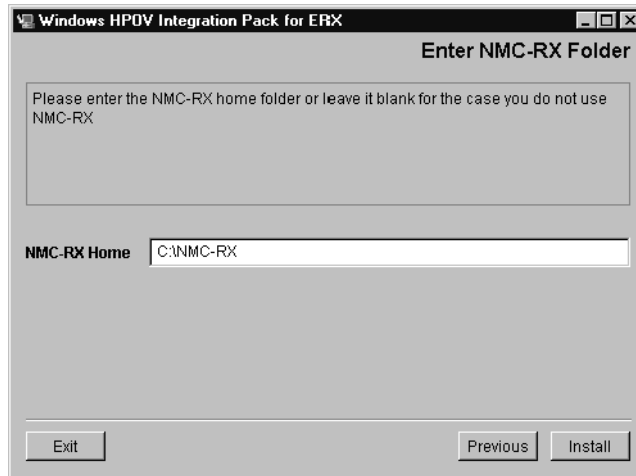 Windows HPOV Integration Pack for ERX
Enter NMC-RX Folder
Please enter the NMC-RX home folder or leave it blank for the case you do not use
NMC-RX
NMC-RX Home
C:\NMC-RX
Exit
Previous
Install